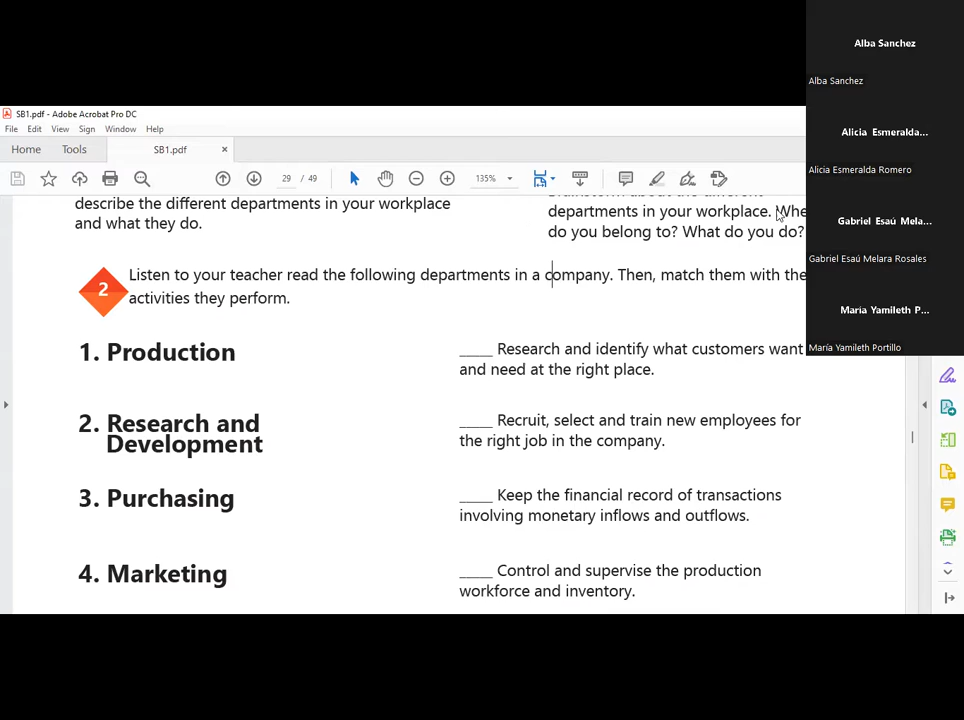 Alba Sanchez
Alba Sanchez
Alicia Esmeralda...
Alicia Esmeralda Romero
Gabriel Esaú Mela...
Gabriel Esaú Melara Rosales
María Yamileth P...
María Yamileth Portillo
SB1.pdf - Adobe Acrobat Pro DC
File Edit View Sign Window Help
Home Tools SB1.pdf ×
29 / 49 135%
describe the different departments in your workplace
and what they do.
departments in your workplace. Whe
do you belong to? What do you do?
2
Listen to your teacher read the following departments in a company. Then, match them with the
activities they perform.
1. Production
____ Research and identify what customers want
and need at the right place.
2. Research and
Development
____ Recruit, select and train new employees for
the right job in the company.
3. Purchasing
____ Keep the financial record of transactions
involving monetary inflows and outflows.
4. Marketing
____ Control and supervise the production
workforce and inventory.